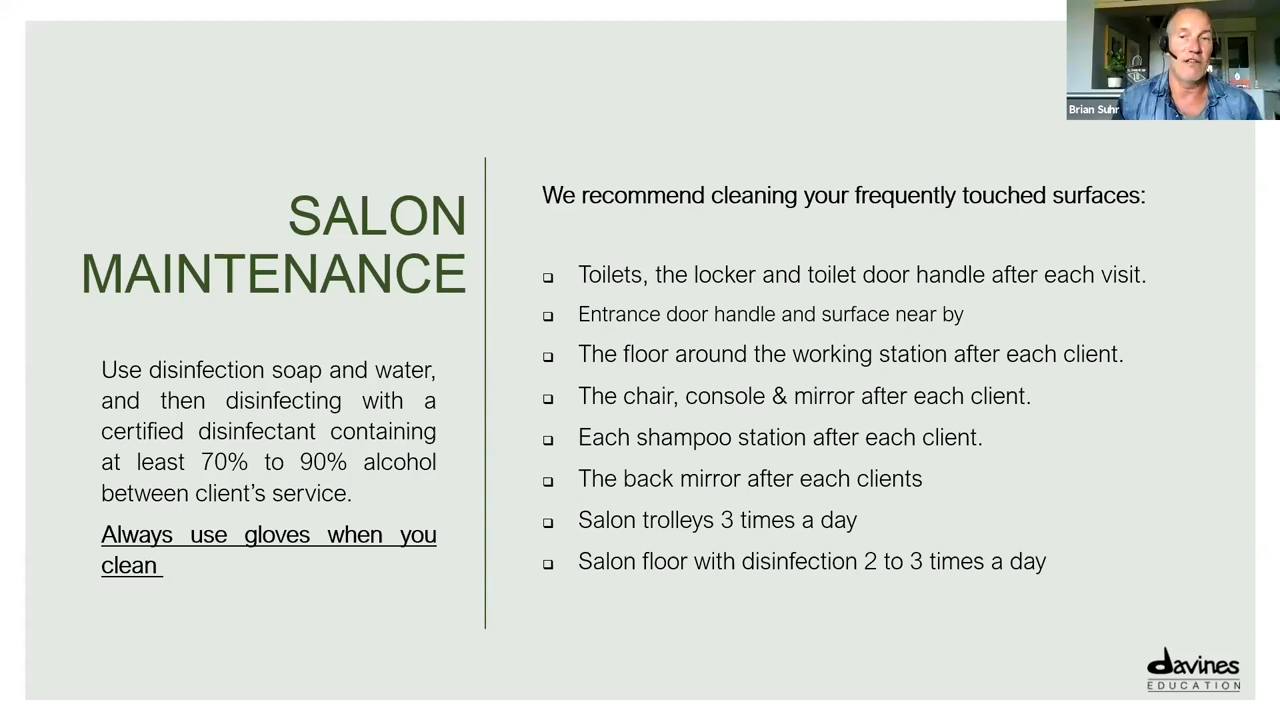 SALON
MAINTENANCE
Use disinfection soap and water,
and then disinfecting with a
certified disinfectant containing
at least 70% to 90% alcohol
between client's service.
Always use gloves when you
clean
We recommend cleaning your frequently touched surfaces:
Toilets, the locker and toilet door handle after each visit.
Entrance door handle and surface near by
The floor around the working station after each client.
The chair, console & mirror after each client.
Each shampoo station after each client.
The back mirror after each clients
Salon trolleys 3 times a day
Salon floor with disinfection 2 to 3 times a day
Brian Suhr
davines
EDUCATION